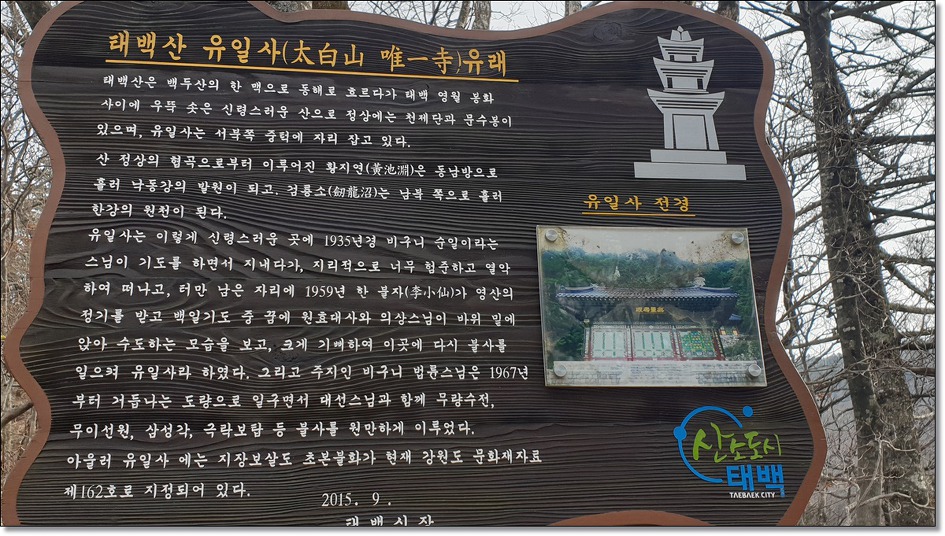 태백산 유일사(太白山 唯一寺)유래
태백산은 백두산의 한 맥으로 동해로 흐르다가 태백 영월 봉화
사이에 우뚝 솟은 신령스러운 산으로 정상에는 천제단과 문수봉이
있으며, 유일사는 서북쪽 중턱에 자리 잡고 있다.
산 정상의 협곡으로부터 이루어진 황지연(黃池淵)은 동남방으로
흘러 낙동강의 발원이 되고, 검룡소(劒龍沼)는 남북 쪽으로 흘러
한강의 원천이 된다.
유일사는 이렇게 신령스러운 곳에 1935년경 비구니 순일이라는
스님이 기도를 하면서 지내다가, 지리적으로 너무 험준하고 열악
하여 떠나고, 터만 남은 자리에 1959년 한 불자(李小仙)가 영산의
정기를 받고 백일기도 중 꿈에 원효대사와 의상스님이 바위 밑에
앉아 수도하는 모습을 보고, 크게 기뻐하여 이곳에 다시 불사를
일으켜 유일사라 하였다. 그리고 주지인 비구니 법륜스님은 1967년
부터 거듭나는 도량으로 일구면서 대선스님과 함께 무량수전,
무이선원, 삼성각, 극락보탑 등 불사를 원만하게 이루었다.
아울러 유일사 에는 지장보살도 초본불화가 현재 강원도 문화재자료
제162호로 지정되어 있다.
2015. 9.
태백시장
유일사 전경
산소도시
태백
TAEBAEK CITY